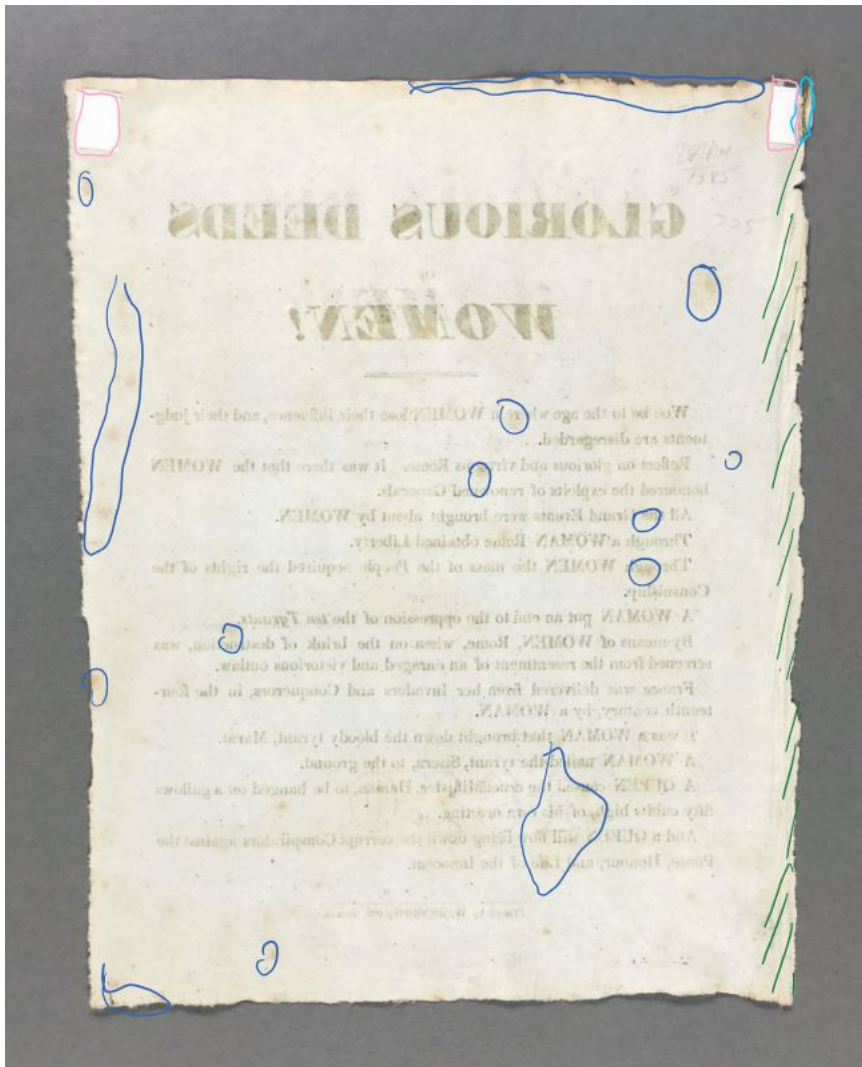 GLORIOUS DEEDS
OF
WOMEN!
Woe be to the age wherein WOMEN lose their influence, and their judg-
ments are disregarded.
Reflect on glorious and virtuous Rome. It was there that the WOMEN
honoured the exploits of renowned Generals.
All the Grand Events were brought about by WOMEN.
Through a WOMAN Rome obtained Liberty.
Through WOMEN the mass of the People acquired the rights of the
Consulship.
A WOMAN put an end to the oppression of the ten Tyrants.
By means of WOMEN, Rome, when on the brink of destruction, was
screened from the resentment of an enraged and victorious outlaw.
France was delivered from her invaders and Conquerors, in the four-
teenth century, by a WOMAN.
was a WOMAN that brought down the bloody tyrant, Marat.
A WOMAN nailed the tyrant, Sisera, to the ground.
A QUEEN caused the Minister, Haman, to be hanged on a gallows
fifty cubits high, of his own erecting.
And a QUEEN will now bring down the corrupt Conspirators against the
Peace, Honour, and Life of the Innocent.